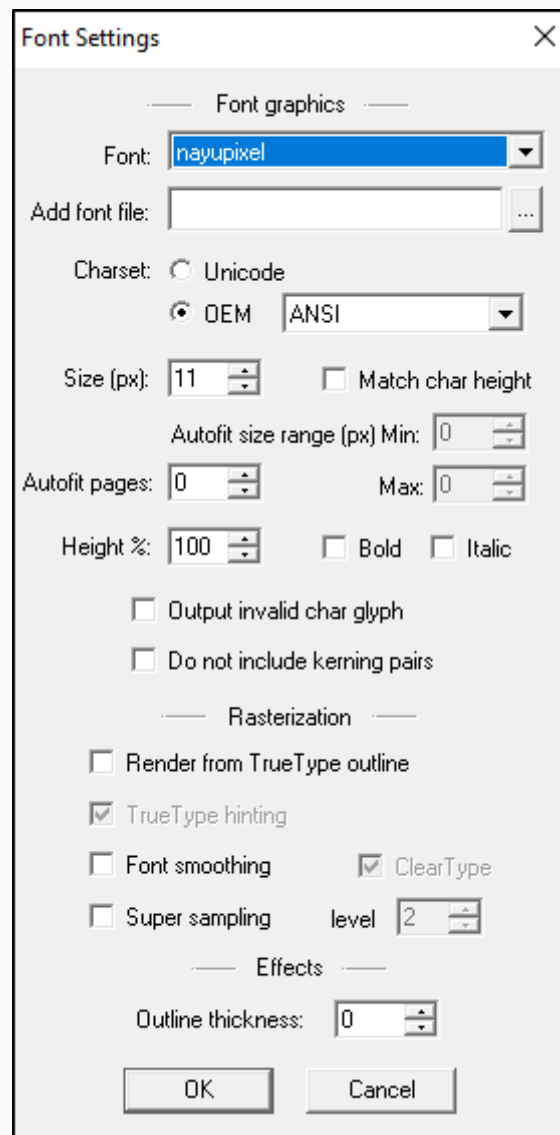 Font Settings
Font graphics
Font: nayupixel
Add font file: ...
Charset: Unicode
OEM ANSI
Size (px): 11 Match char height
Autofit size range (px) Min: 0
Autofit pages: 0 Max: 0
Height %: 100 Bold Italic
Output invalid char glyph
Do not include kerning pairs
Rasterization
Render from TrueType outline
TrueType hinting
Font smoothing ClearType
Super sampling level 2
Effects
Outline thickness: 0
OK Cancel